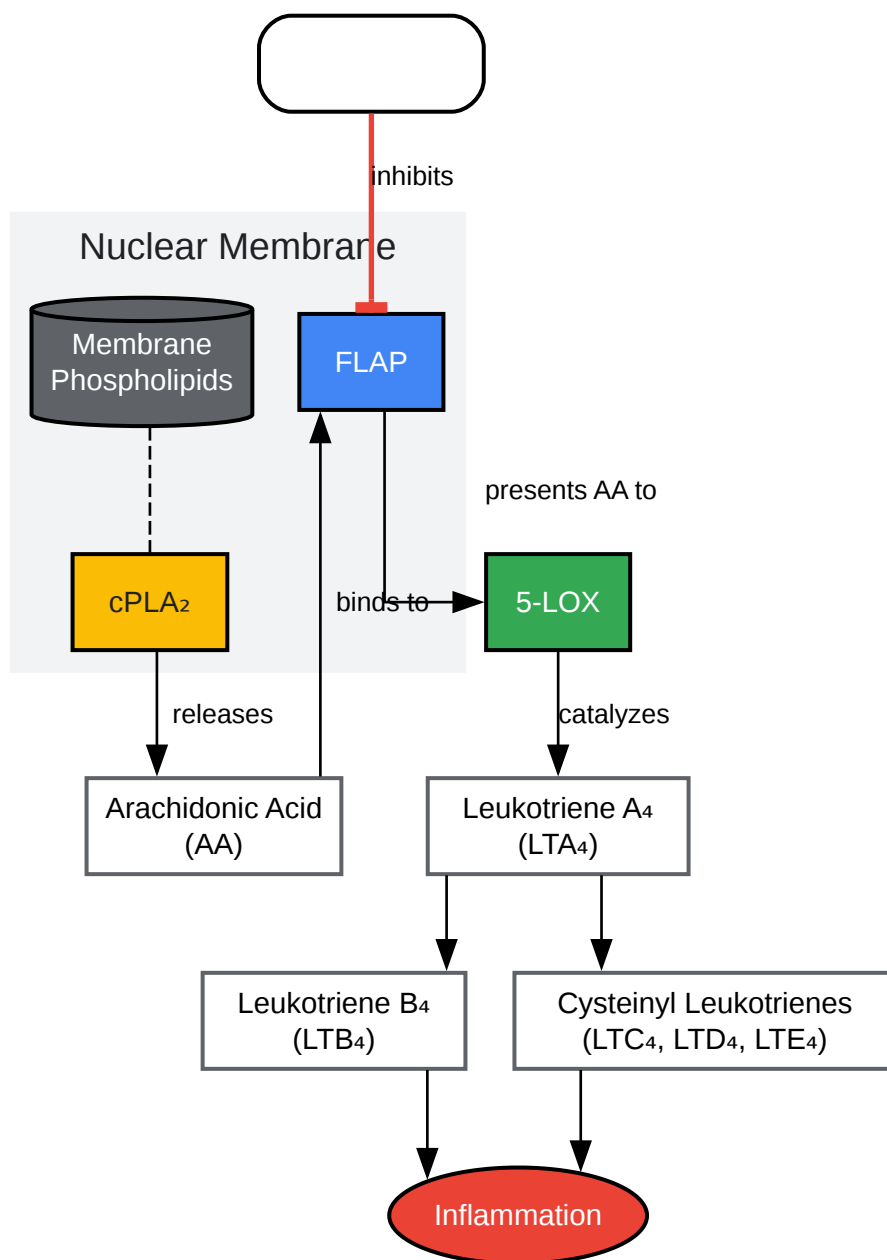 inhibits
Nuclear Membrane
Membrane
Phospholipids
FLAP
presents AA to
cPLA₂
binds to
5-LOX
releases
catalyzes
Arachidonic Acid
(AA)
Leukotriene A₄
(LTA₄)
Leukotriene B₄
(LTB₄)
Cysteinyl Leukotrienes
(LTC₄, LTD₄, LTE₄)
Inflammation